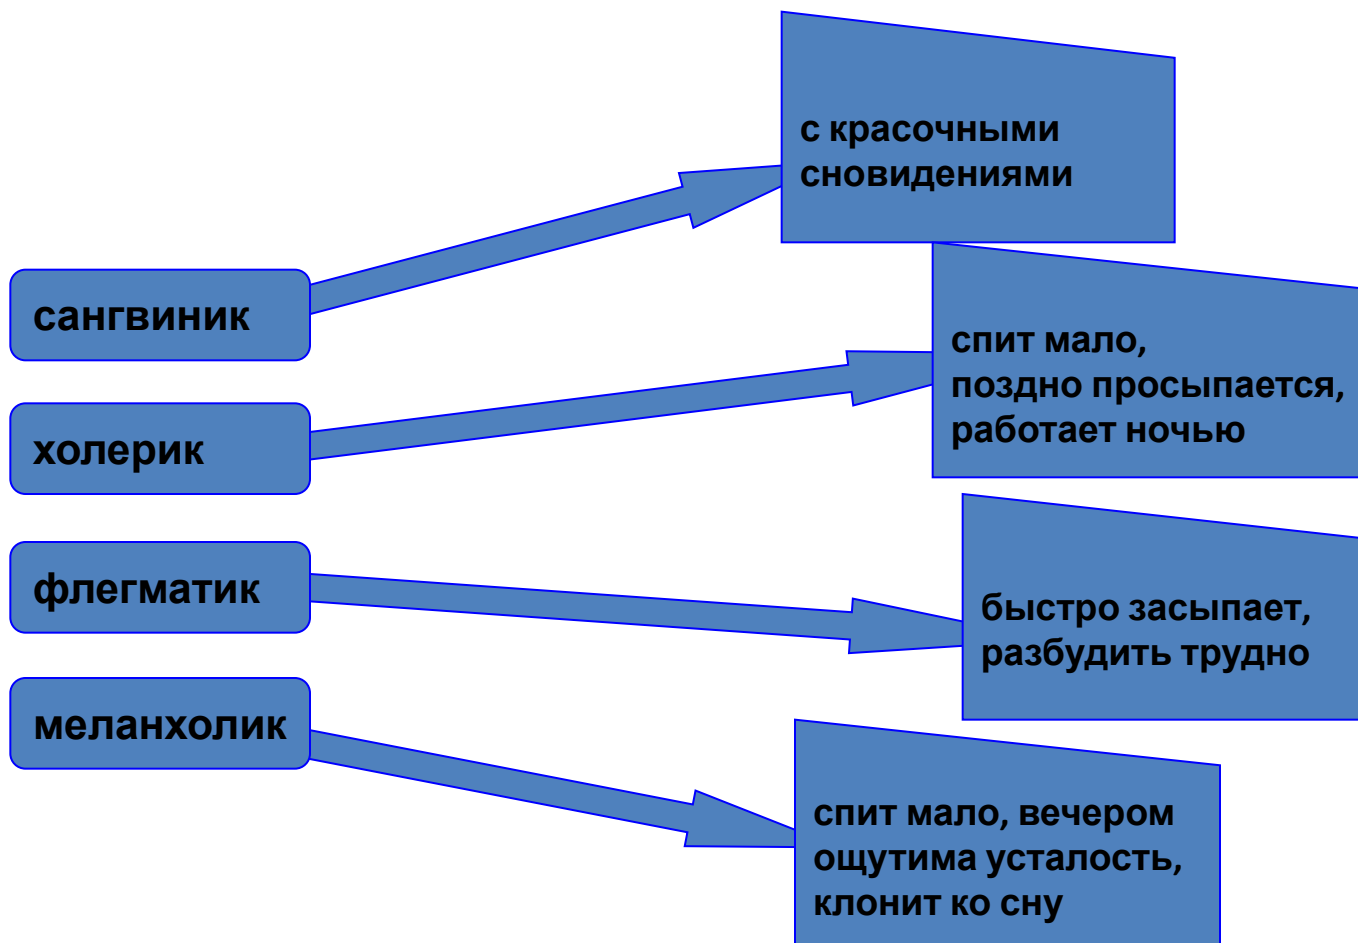 с красочными
сновидениями
сангвиник
спит мало,
поздно просыпается,
работает ночью
холерик
быстро засыпает,
разбудить трудно
флегматик
меланхолик
спит мало, вечером
ощутима усталость,
клонит ко сну